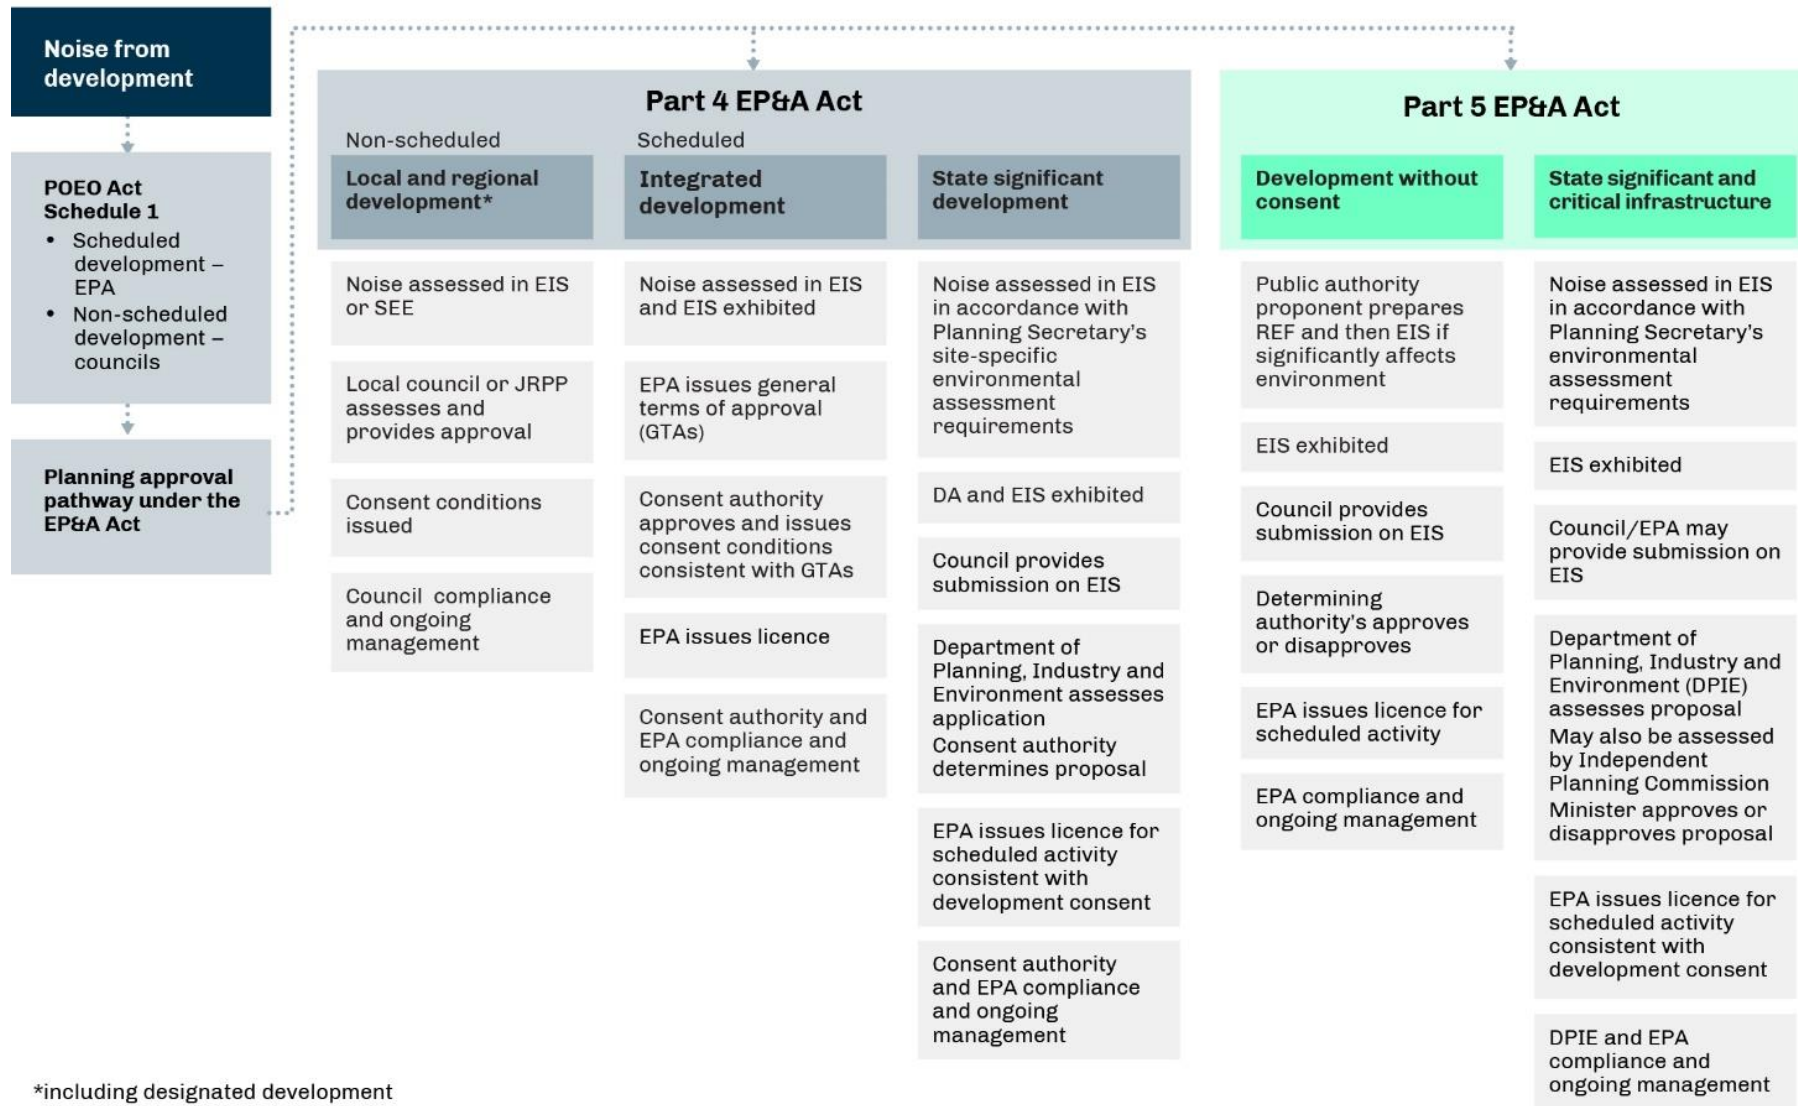 Noise from
development
POEO Act
Schedule 1
• Scheduled
development –
EPA
• Non-scheduled
development –
councils
Planning approval
pathway under the
EP&A Act
Part 4 EP&A Act
Non-scheduled
Local and regional
development*
Noise assessed in EIS
or SEE
Local council or JRPP
assesses and
provides approval
Consent conditions
issued
Council compliance
and ongoing
management
Scheduled
Integrated
development
Noise assessed in EIS
and EIS exhibited
EPA issues general
terms of approval
(GTAs)
Consent authority
approves and issues
consent conditions
consistent with GTAs
EPA issues licence
Consent authority and
EPA compliance and
ongoing management
State significant
development
Noise assessed in EIS
in accordance with
Planning Secretary's
site-specific
environmental
assessment
requirements
DA and EIS exhibited
Council provides
submission on EIS
Department of
Planning, Industry and
Environment assesses
application
Consent authority
determines proposal
EPA issues licence for
scheduled activity
consistent with
development consent
Consent authority
and EPA compliance
and ongoing
management
Part 5 EP&A Act
Development without
consent
Public authority
proponent prepares
REF and then EIS if
significantly affects
environment
EIS exhibited
Council provides
submission on EIS
Determining
authority's approves
or disapproves
EPA issues licence for
scheduled activity
EPA compliance and
ongoing management
State significant and
critical infrastructure
Noise assessed in EIS
in accordance with
Planning Secretary's
environmental
assessment
requirements
EIS exhibited
Council/EPA may
provide submission on
EIS
Department of
Planning, Industry and
Environment (DPIE)
assesses proposal
May also be assessed
by Independent
Planning Commission
Minister approves or
disapproves proposal
EPA issues licence for
scheduled activity
consistent with
development consent
DPIE and EPA
compliance and
ongoing management
*including designated development